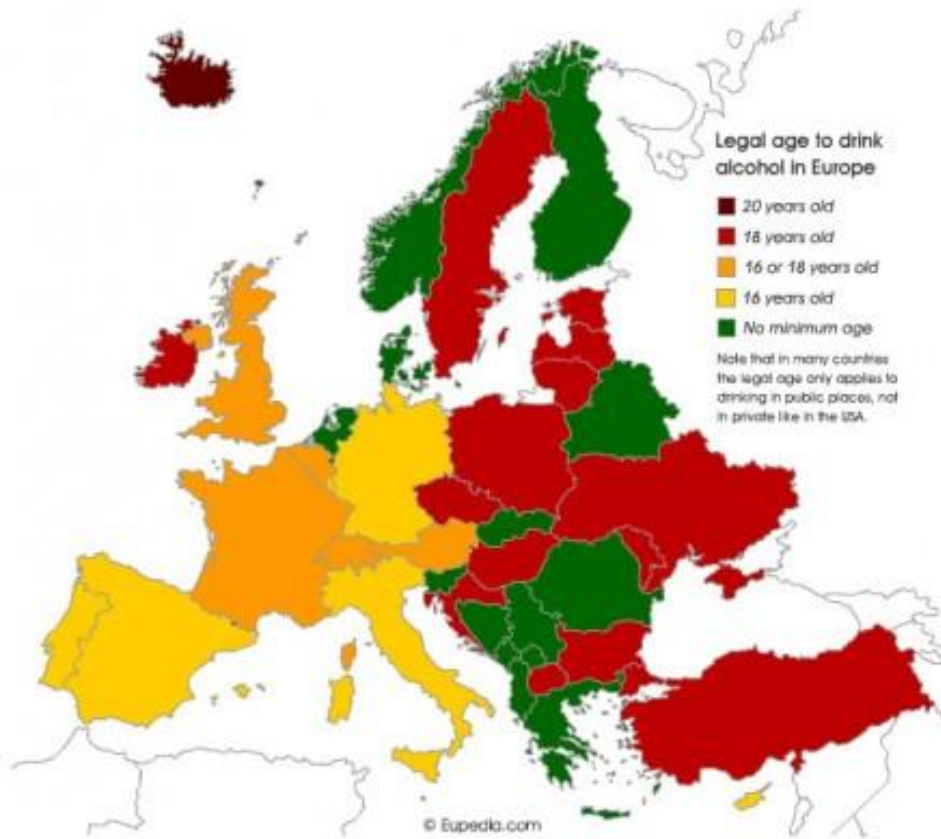 Legal age to drink
alcohol in Europe
20 years old
18 years old
16 or 18 years old
16 years old
No minimum age
Note that in many countries
the legal age only applies to
drinking in public places, not
in private like in the USA.
© Eupedia.com